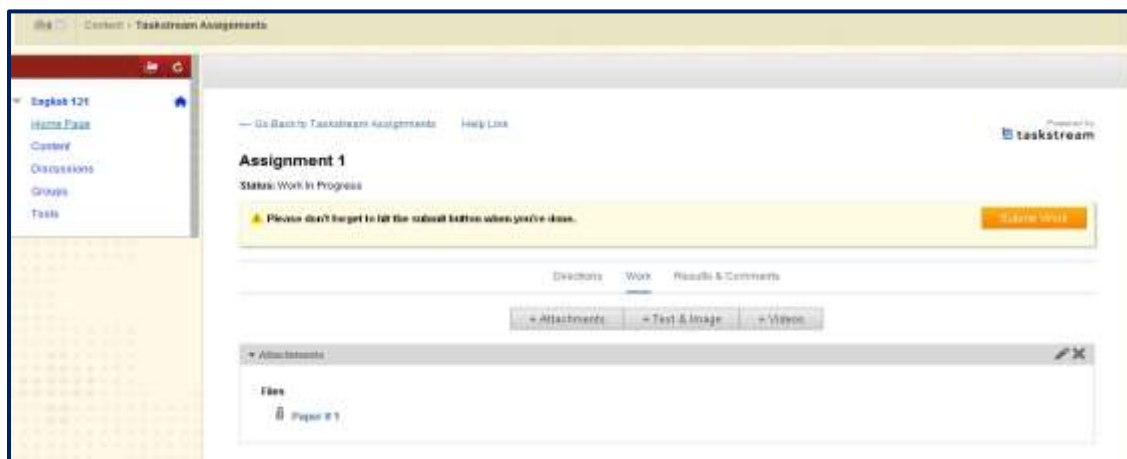 Content > Taskstream Assignments
English 121
Home Page
Content
Discussions
Groups
Tools
Go Back to Taskstream Assignments Help Link
Powered by
taskstream
Assignment 1
Status: Work In Progress
Please don't forget to hit the submit button when you're done.
Submit Work
Directions Work Results & Comments
+ Attachments + Text & Image + Videos
Attachments
Files
Paper # 1